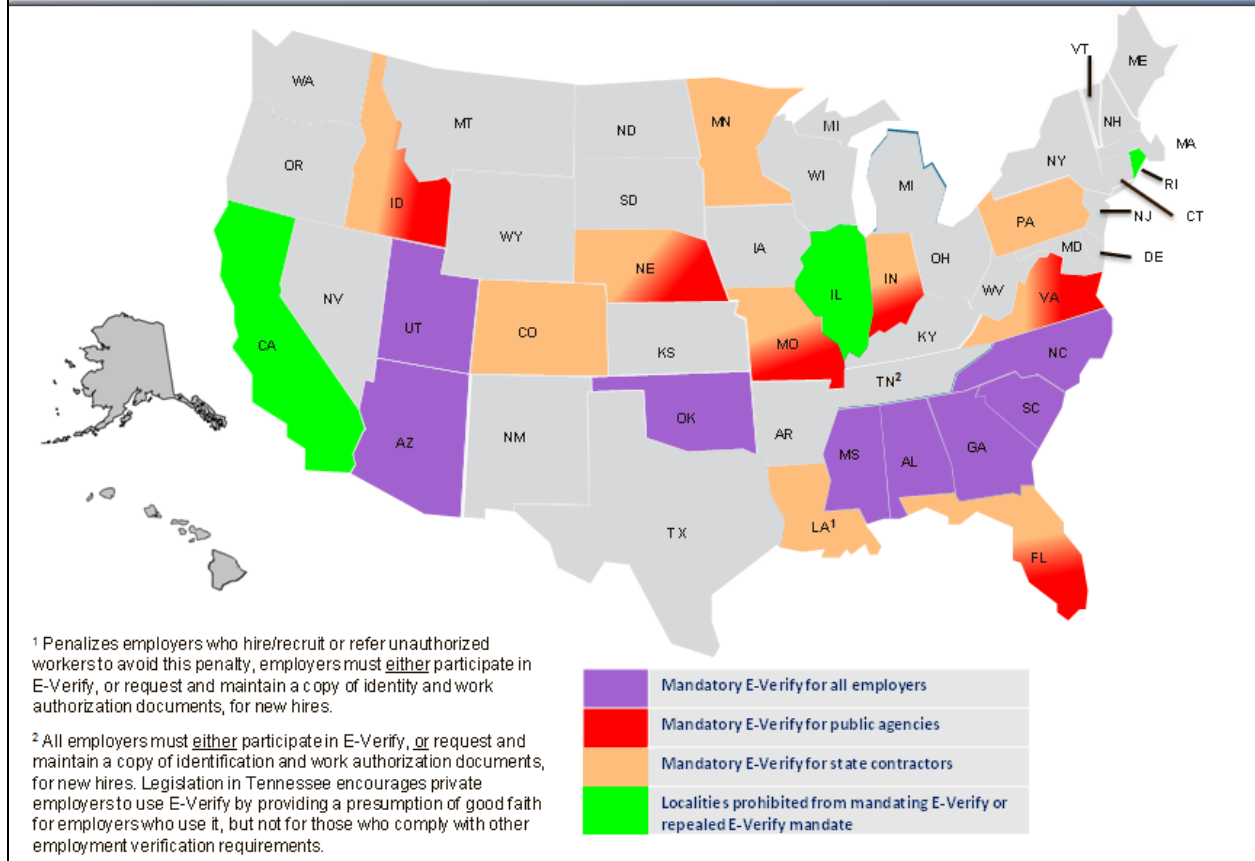 VT
ME
WA
MT
ND
MN
MI
NH
MA
OR
ID
SD
WI
MI
NY
RI
WY
IA
PA
NJ
CT
NE
OH
MD
DE
NV
UT
CO
IL
IN
WV
VA
CA
KS
MO
KY
AZ
NM
OK
AR
TN²
NC
SC
MS
AL
GA
TX
LA¹
FL
¹ Penalizes employers who hire/recruit or refer unauthorized
workers to avoid this penalty, employers must either participate in
E-Verify, or request and maintain a copy of identity and work
authorization documents, for new hires.
² All employers must either participate in E-Verify, or request and
maintain a copy of identification and work authorization documents,
for new hires. Legislation in Tennessee encourages private
employers to use E-Verify by providing a presumption of good faith
for employers who use it, but not for those who comply with other
employment verification requirements.
Mandatory E-Verify for all employers
Mandatory E-Verify for public agencies
Mandatory E-Verify for state contractors
Localities prohibited from mandating E-Verify or
repealed E-Verify mandate